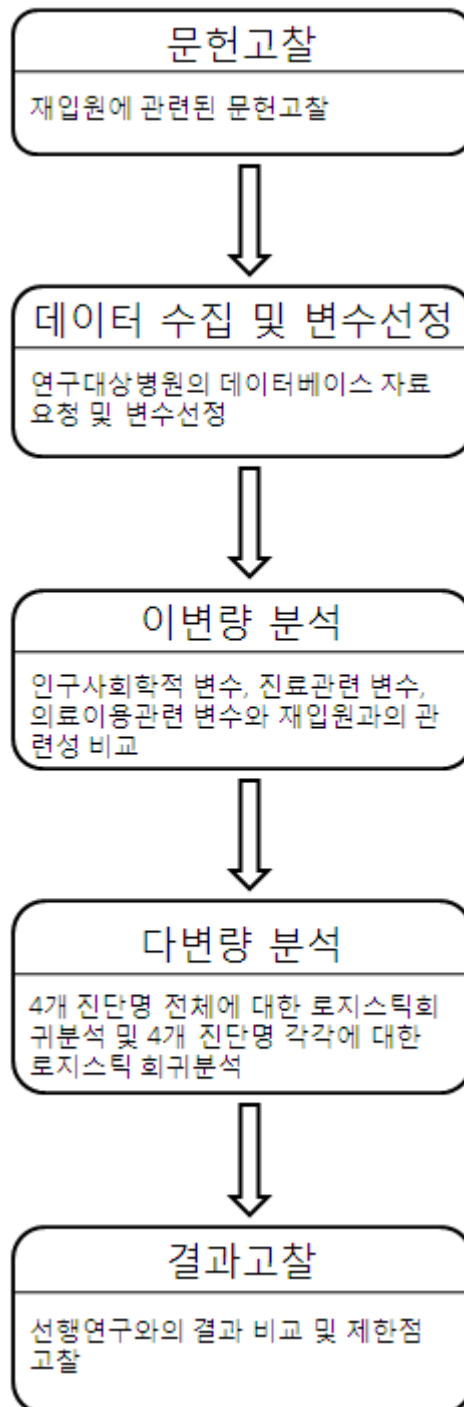 문헌고찰
재입원에 관련된 문헌고찰
데이터 수집 및 변수선정
연구대상병원의 데이터베이스 자료
요청 및 변수선정
이변량 분석
인구사회학적 변수, 진료관련 변수,
의료이용관련 변수와 재입원과의 관
련성 비교
다변량 분석
4개 진단명 전체에 대한 로지스틱회
귀분석 및 4개 진단명 각각에 대한
로지스틱 회귀분석
결과고찰
선행연구와의 결과 비교 및 제한점
고찰